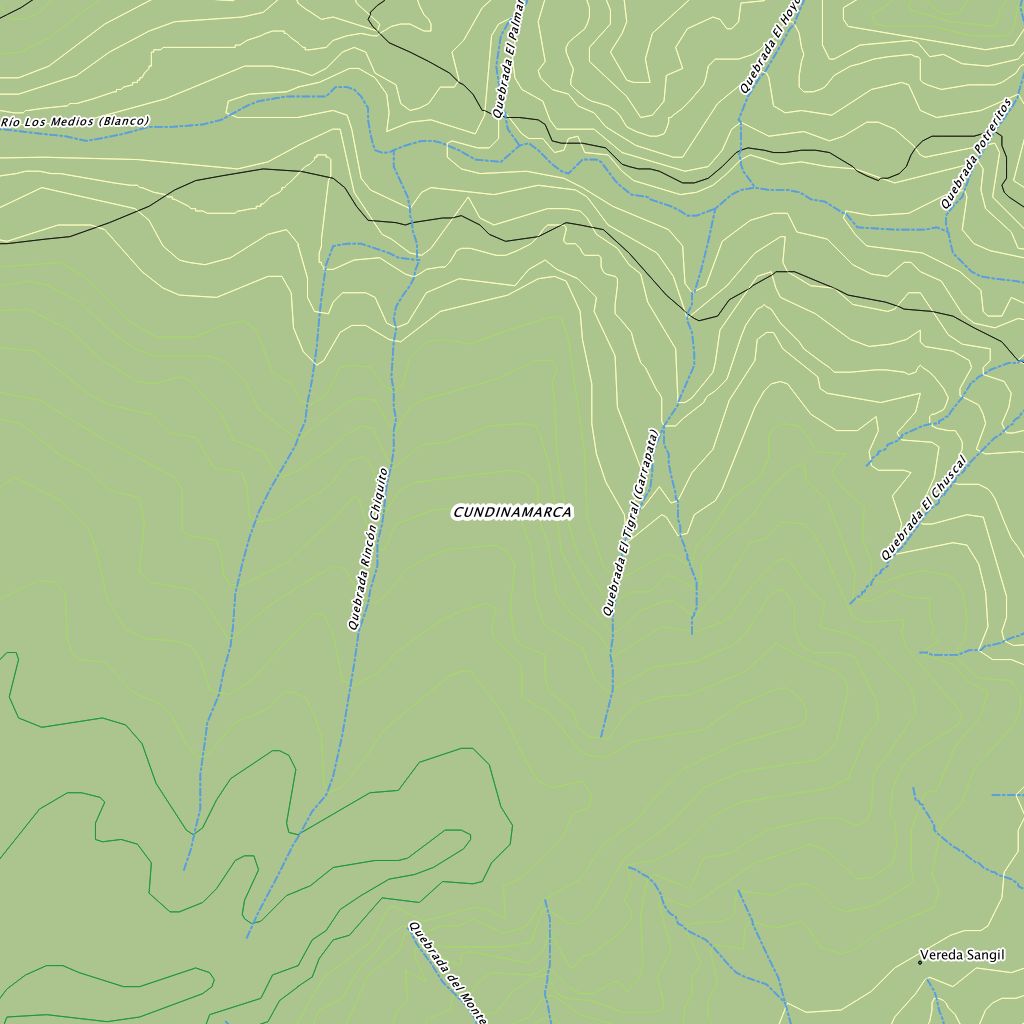 Quebrada El Palmar
Quebrada El Hoyo
Río Los Medios (Blanco)
Quebrada Potreritos
Quebrada Rincón Chiquito
CUNDINAMARCA
Quebrada El Tigral (Garrapata)
Quebrada El Chuscal
Quebrada del Monte
Vereda Sangil